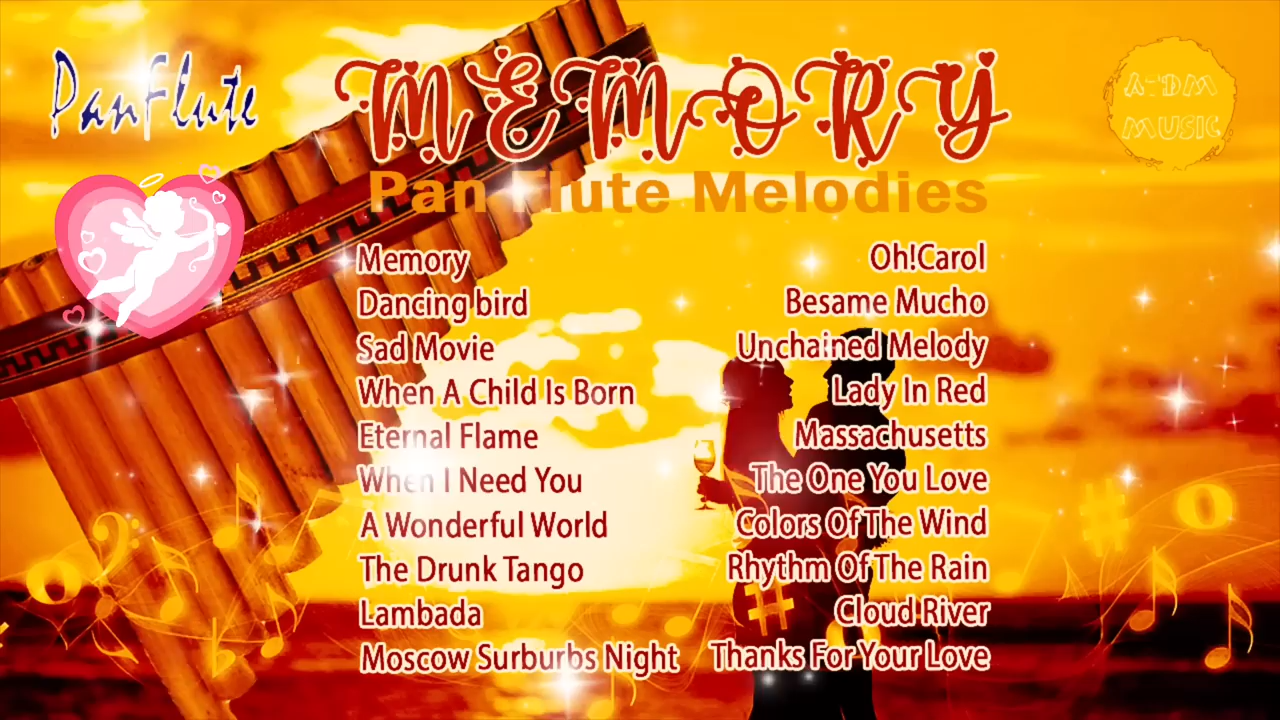 PanFlute
MEMORY
A-DM
MUSIC
Pan Flute Melodies
Memory
Dancing bird
Sad Movie
When A Child Is Born
Eternal Flame
When I Need You
A Wonderful World
The Drunk Tango
Lambada
Moscow Surburbs Night
Oh!Carol
Besame Mucho
Unchained Melody
Lady In Red
Massachusetts
The One You Love
Colors Of The Wind
Rhythm Of The Rain
Cloud River
Thanks For Your Love